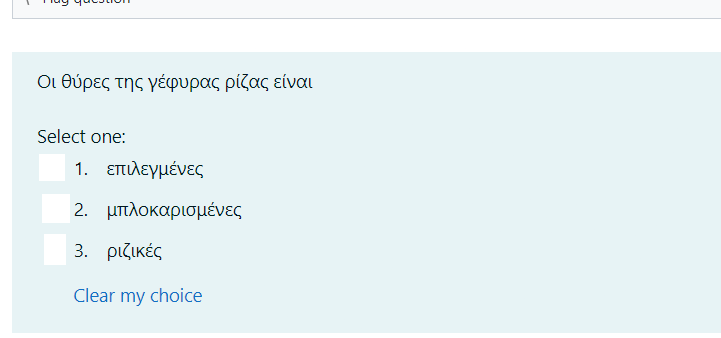 Flag question
Οι θύρες της γέφυρας ρίζας είναι
Select one:
1. επιλεγμένες
2. μπλοκαρισμένες
3. ριζικές
Clear my choice